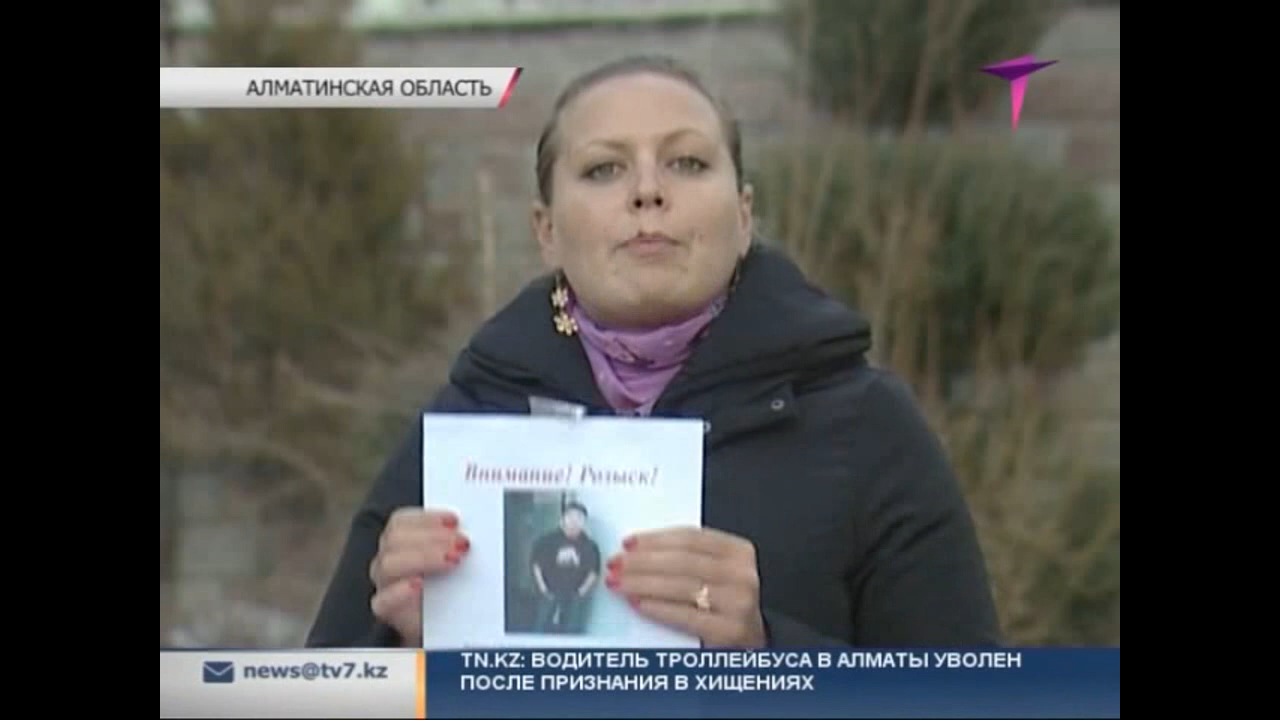 АЛМАТИНСКАЯ ОБЛАСТЬ
Внимание! Розыск!
news@tv7.kz
TN.KZ: ВОДИТЕЛЬ ТРОЛЛЕЙБУСА В АЛМАТЫ УВОЛЕН
ПОСЛЕ ПРИЗНАНИЯ В ХИЩЕНИЯХ